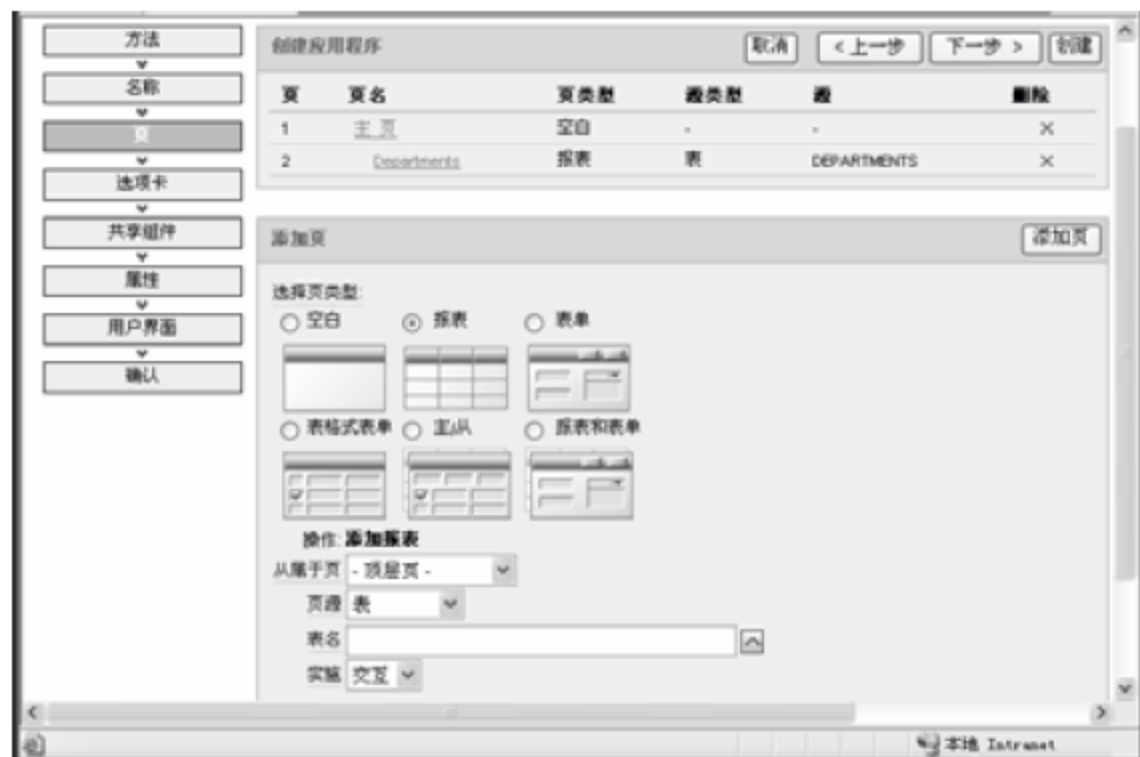 方法
名称
页
选项卡
共享组件
属性
用户界面
确认
创建应用程序 取消 < 上一步 下一步 > 创建
页 页名 页类型 源类型 源 删除
1 主 页 空白 - - ×
2 Departments 报表 表 DEPARTMENTS ×
添加页 添加页
选择页类型:
空白 报表 表单
表格式表单 主/从 报表和表单
操作: 添加报表
从属于页 - 顶层页 -
页源 表
表名
实施 交互
本地 Intranet